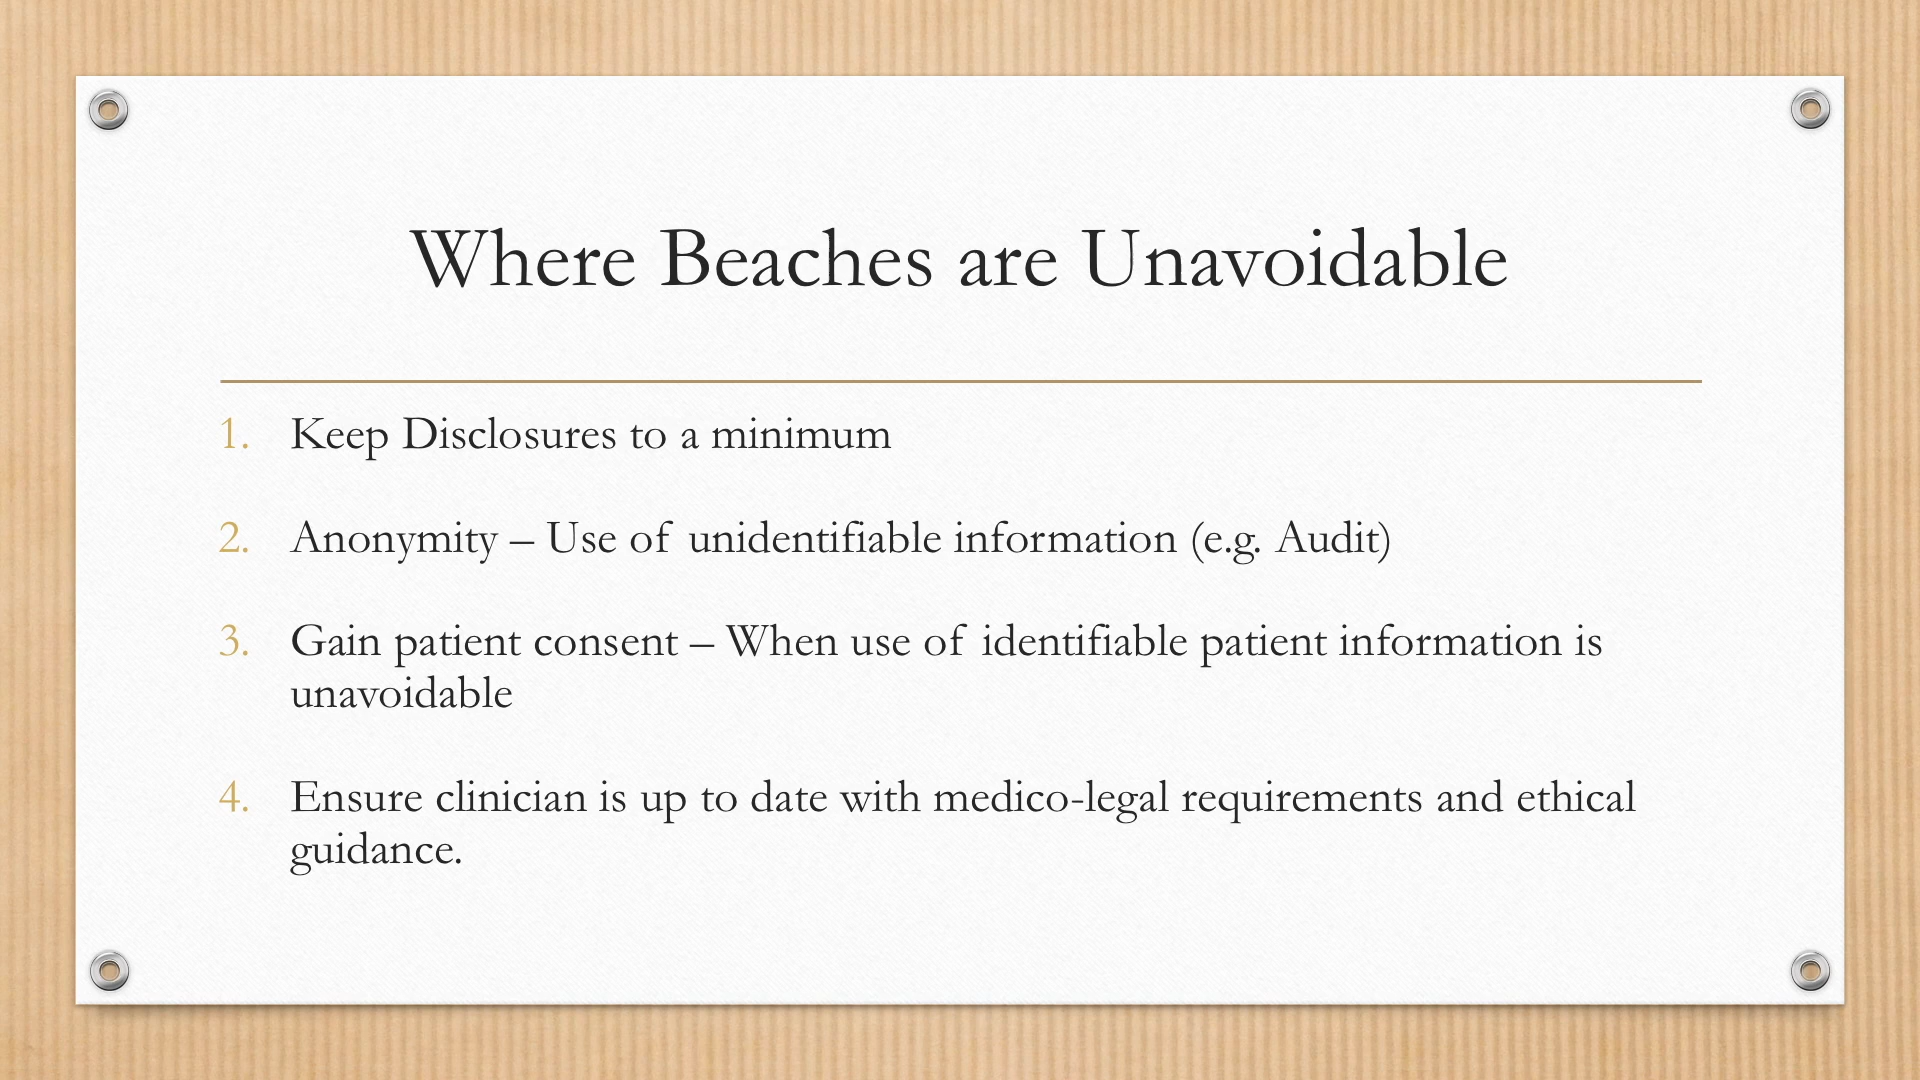 Where Beaches are Unavoidable
1. Keep Disclosures to a minimum
2. Anonymity – Use of unidentifiable information (e.g. Audit)
3. Gain patient consent – When use of identifiable patient information is
unavoidable
4. Ensure clinician is up to date with medico-legal requirements and ethical
guidance.